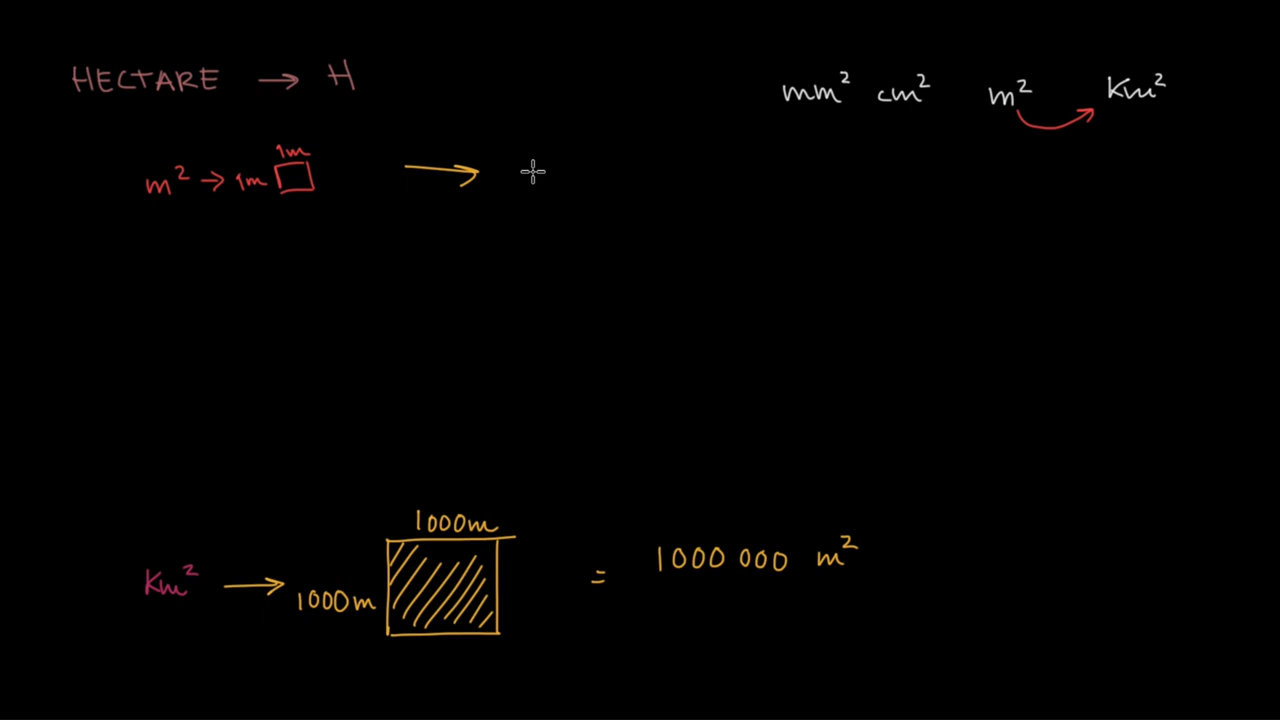 HECTARE → H
mm² cm² m² Km²
1m
m² → 1m →
1000m
Km² → 1000m = 1000 000 m²